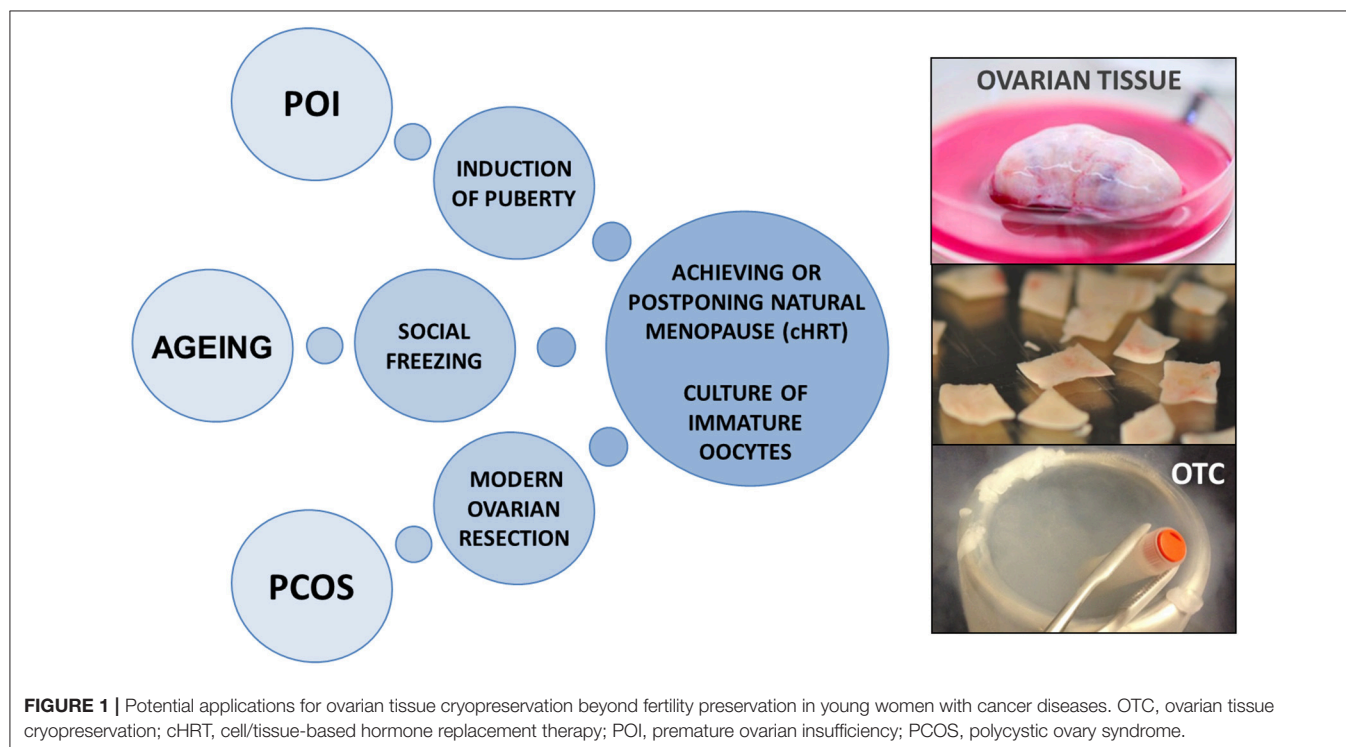 POI
INDUCTION
OF PUBERTY
AGEING
SOCIAL
FREEZING
PCOS
MODERN
OVARIAN
RESECTION
ACHIEVING OR
POSTPONING NATURAL
MENOPAUSE (cHRT)
CULTURE OF
IMMATURE
OOCYTES
OVARIAN TISSUE
OTC
FIGURE 1 | Potential applications for ovarian tissue cryopreservation beyond fertility preservation in young women with cancer diseases. OTC, ovarian tissue
cryopreservation; cHRT, cell/tissue-based hormone replacement therapy; POI, premature ovarian insufficiency; PCOS, polycystic ovary syndrome.